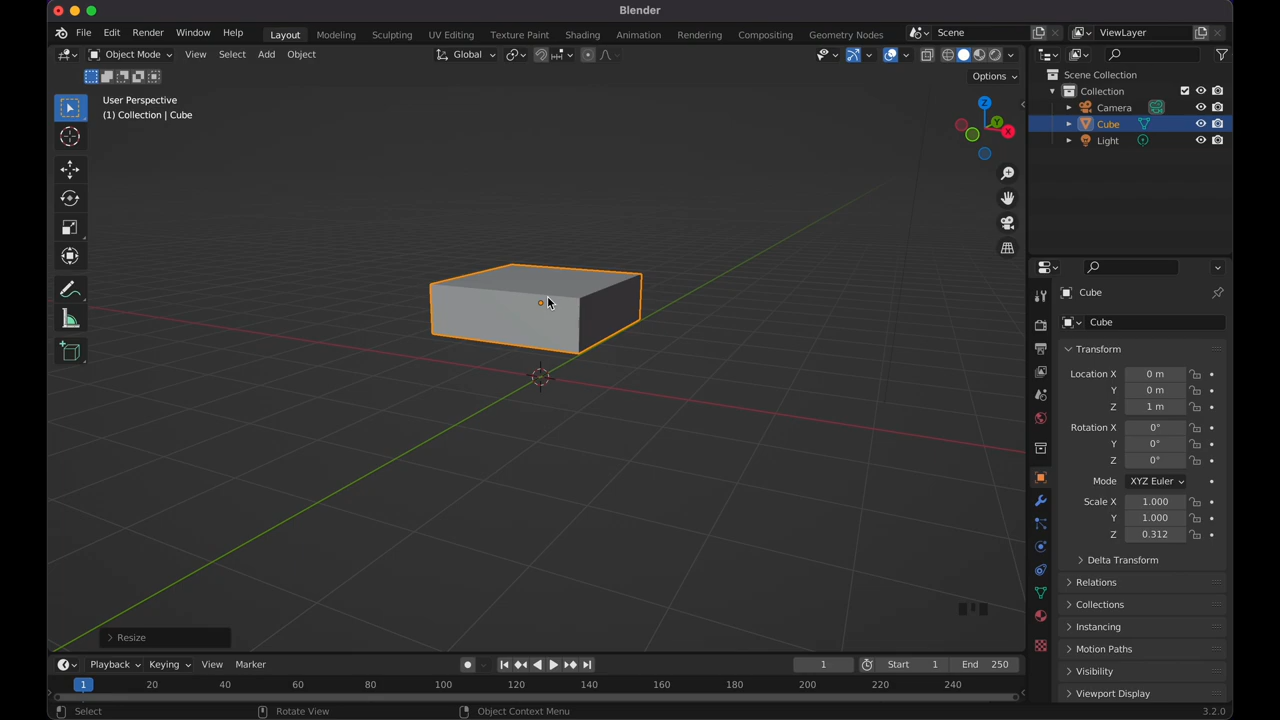 Blender
File Edit Render Window Help Layout Modeling Sculpting UV Editing Texture Paint Shading Animation Rendering Compositing Geometry Nodes Scene ViewLayer
Object Mode View Select Add Object Global
Options
User Perspective
(1) Collection | Cube
Z
Y
X
Resize
Scene Collection
Collection
Camera
Cube
Light
Cube
Cube
Transform
Location X 0 m
Y 0 m
Z 1 m
Rotation X 0°
Y 0°
Z 0°
Mode XYZ Euler
Scale X 1.000
Y 1.000
Z 0.312
Delta Transform
Relations
Collections
Instancing
Motion Paths
Visibility
Viewport Display
Playback Keying View Marker 1 Start 1 End 250
1 20 40 60 80 100 120 140 160 180 200 220 240
Select Rotate View Object Context Menu 3.2.0